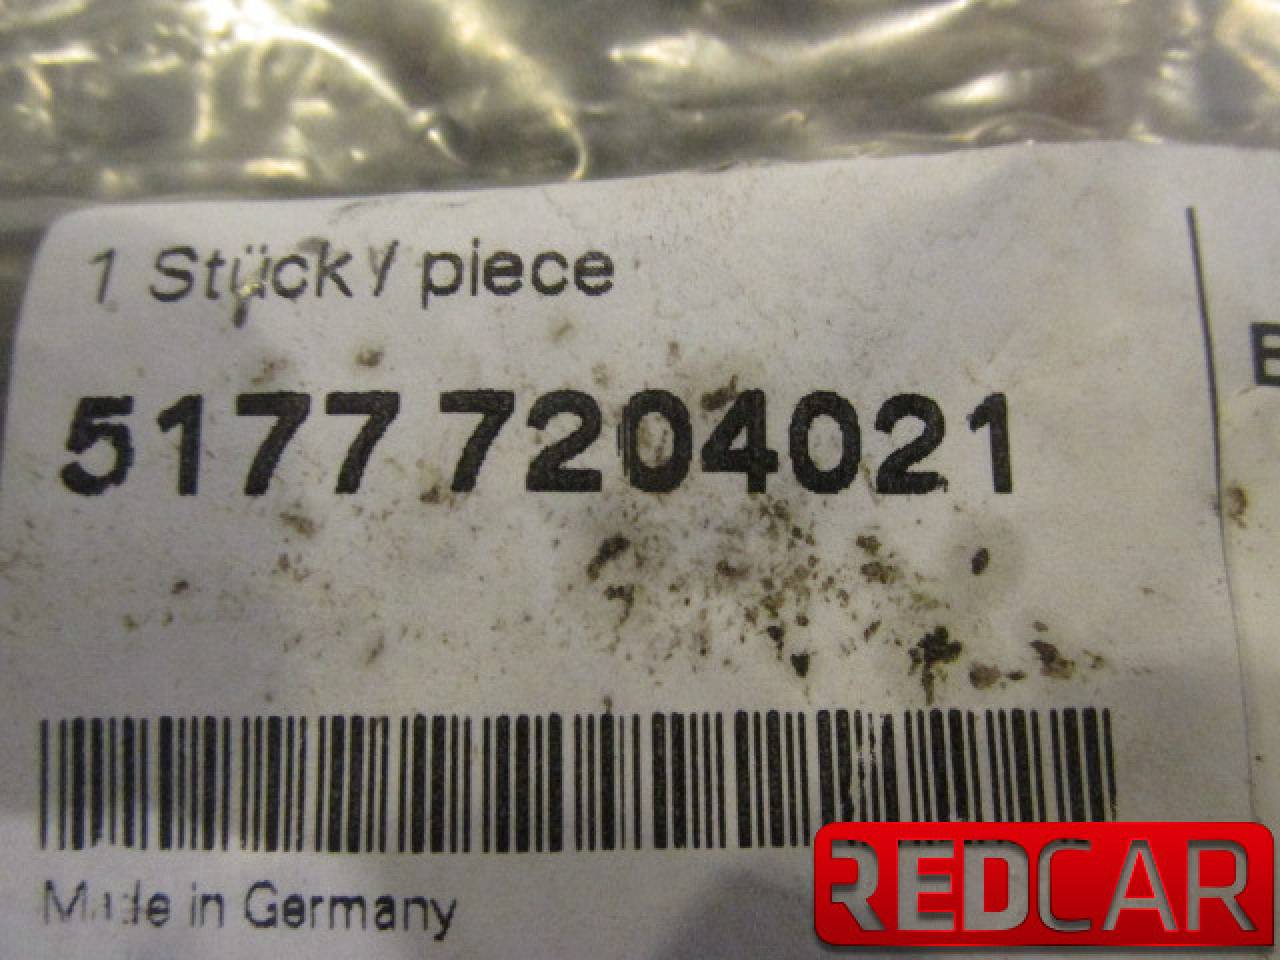 1 Stück / piece
5177 7204021
Made in Germany
REDCAR